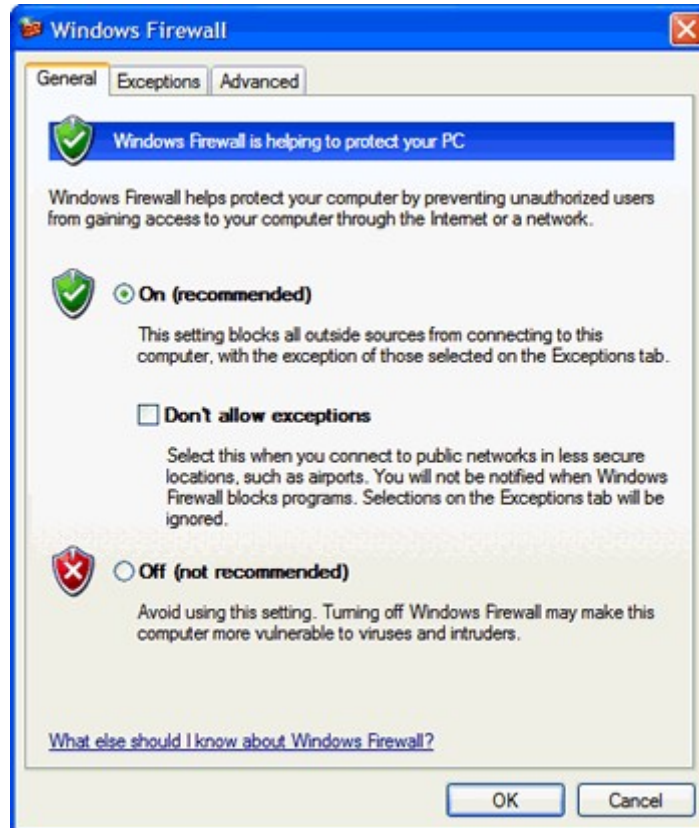 Windows Firewall
General
Exceptions
Advanced
Windows Firewall is helping to protect your PC
Windows Firewall helps protect your computer by preventing unauthorized users
from gaining access to your computer through the Internet or a network.
On (recommended)
This setting blocks all outside sources from connecting to this
computer, with the exception of those selected on the Exceptions tab.
Don't allow exceptions
Select this when you connect to public networks in less secure
locations, such as airports. You will not be notified when Windows
Firewall blocks programs. Selections on the Exceptions tab will be
ignored.
Off (not recommended)
Avoid using this setting. Turning off Windows Firewall may make this
computer more vulnerable to viruses and intruders.
What else should I know about Windows Firewall?
OK
Cancel